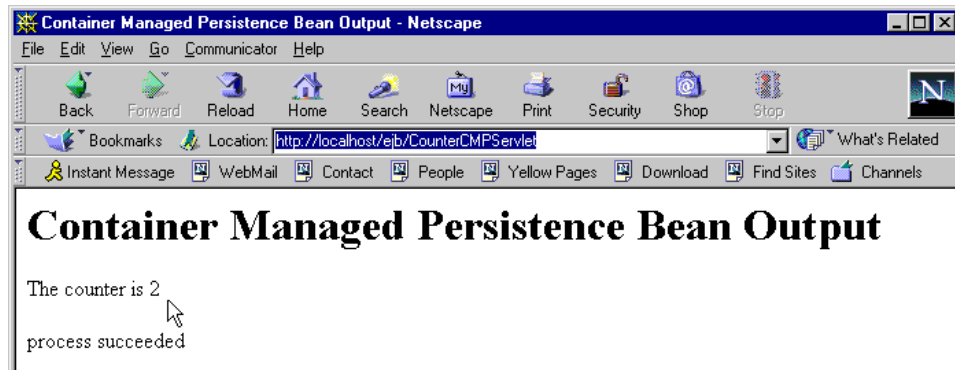 Container Managed Persistence Bean Output - Netscape
File Edit View Go Communicator Help
My N
Back Forward Reload Home Search Netscape Print Security Shop Stop
Bookmarks Location: http://localhost/ejb/CounterCMPServlet What's Related
Instant Message WebMail Contact People Yellow Pages Download Find Sites Channels
Container Managed Persistence Bean Output
The counter is 2
process succeeded